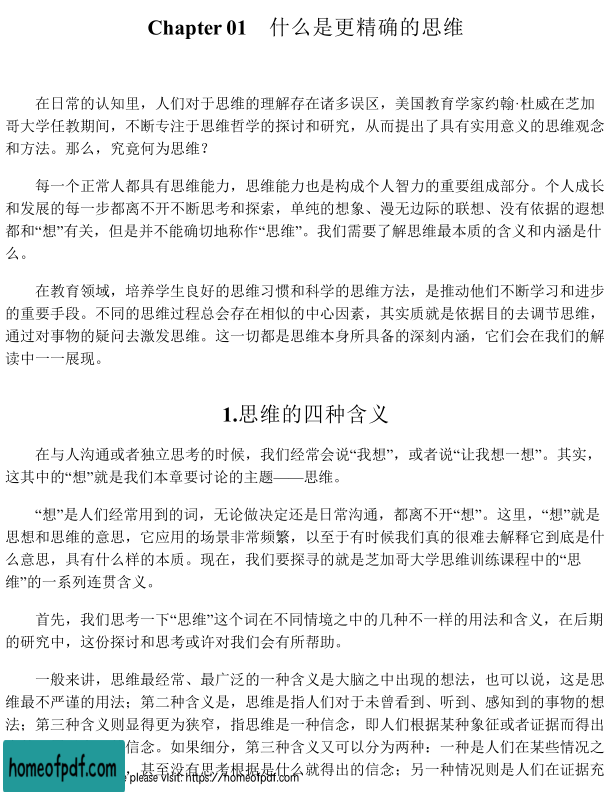 Chapter 01 什么是更精确的思维
在日常的认知里，人们对于思维的理解存在诸多误区，美国教育学家约翰·杜威在芝加
哥大学任教期间，不断专注于思维哲学的探讨和研究，从而提出了具有实用意义的思维观念
和方法。那么，究竟何为思维？
每一个正常人都具有思维能力，思维能力也是构成个人智力的重要组成部分。个人成长
和发展的每一步都离不开不断思考和探索，单纯的想象、漫无边际的联想、没有依据的遐想
都和“想”有关，但是并不能确切地称作“思维”。我们需要了解思维最本质的含义和内涵是什
么。
在教育领域，培养学生良好的思维习惯和科学的思维方法，是推动他们不断学习和进步
的重要手段。不同的思维过程总会存在相似的中心因素，其实质就是依据目的去调节思维，
通过对事物的疑问去激发思维。这一切都是思维本身所具备的深刻内涵，它们会在我们的解
读中一一展现。
1.思维的四种含义
在与人沟通或者独立思考的时候，我们经常会说“我想”，或者说“让我想一想”。其实，
这其中的“想”就是我们本章要讨论的主题——思维。
“想”是人们经常用到的词，无论做决定还是日常沟通，都离不开“想”。这里，“想”就是
思想和思维的意思，它应用的场景非常频繁，以至于有时候我们真的很难去解释它到底是什
么意思，具有什么样的本质。现在，我们要探寻的就是芝加哥大学思维训练课程中的“思
维”的一系列连贯含义。
首先，我们思考一下“思维”这个词在不同情境之中的几种不一样的用法和含义，在后期
的研究中，这份探讨和思考或许对我们会有所帮助。
一般来讲，思维最经常、最广泛的一种含义是大脑之中出现的想法，也可以说，这是思
维最不严谨的用法；第二种含义是，思维是指人们对于未曾看到、听到、感知到的事物的想
法；第三种含义则显得更为狭窄，指思维是一种信念，即人们根据某种象征或者证据而得出
信念。如果细分，第三种含义又可以分为两种：一种是人们在某些情况之
，甚至没有思考根据是什么就得出的信念；另一种情况则是人们在证据充
homeofpdf.com
please visit: https://homeofpdf.com